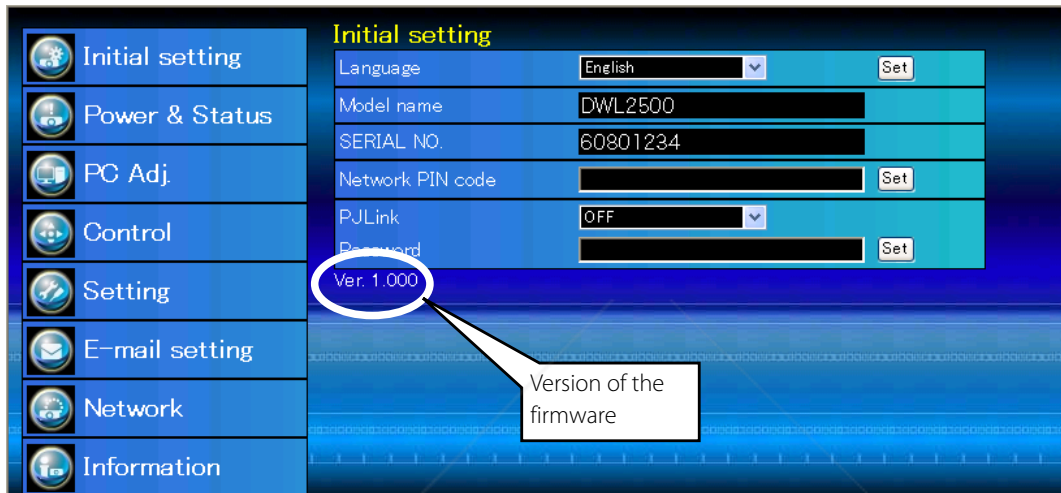 Initial setting
Power & Status
PC Adj.
Control
Setting
E-mail setting
Network
Information
Initial setting
Language English Set
Model name DWL2500
SERIAL NO. 60801234
Network PIN code Set
PJLink OFF
Password Set
Ver. 1.000
Version of the
firmware